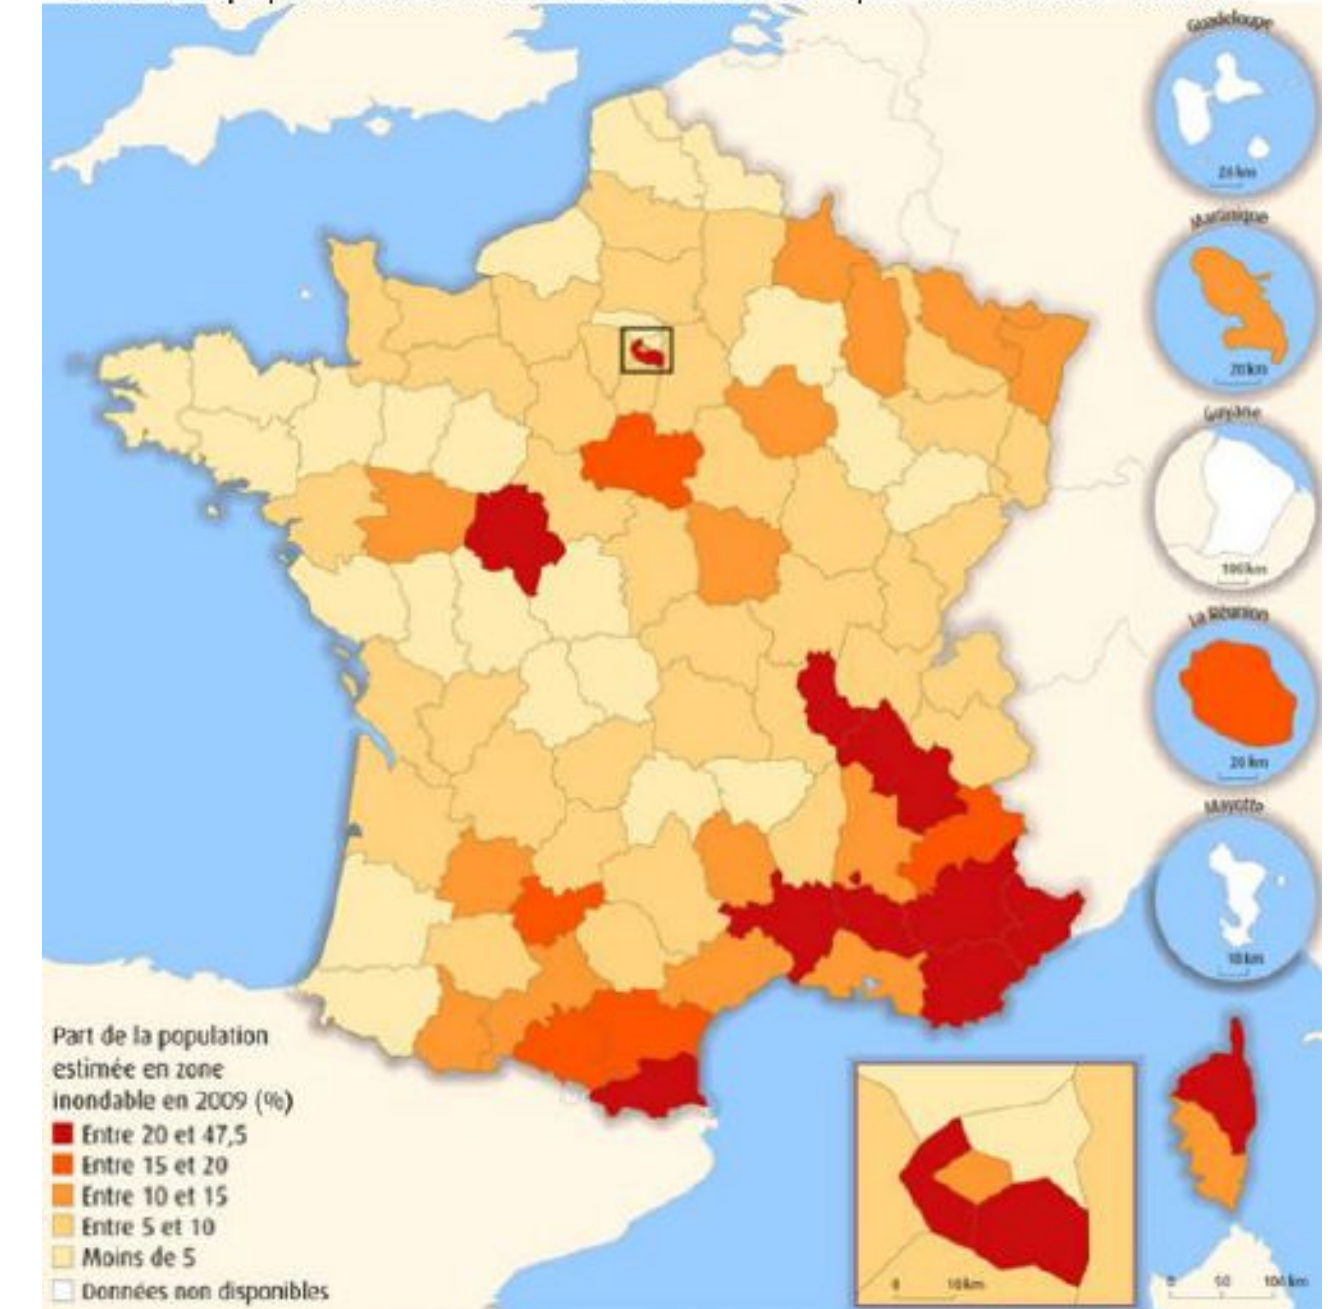 Guadeloupe
20 km
Martinique
20 km
Guyane
100 km
La Réunion
20 km
Mayotte
10 km
Part de la population
estimée en zone
inondable en 2009 (%)
Entre 20 et 47,5
Entre 15 et 20
Entre 10 et 15
Entre 5 et 10
Moins de 5
Données non disponibles
0 10 km
0 50 100 km